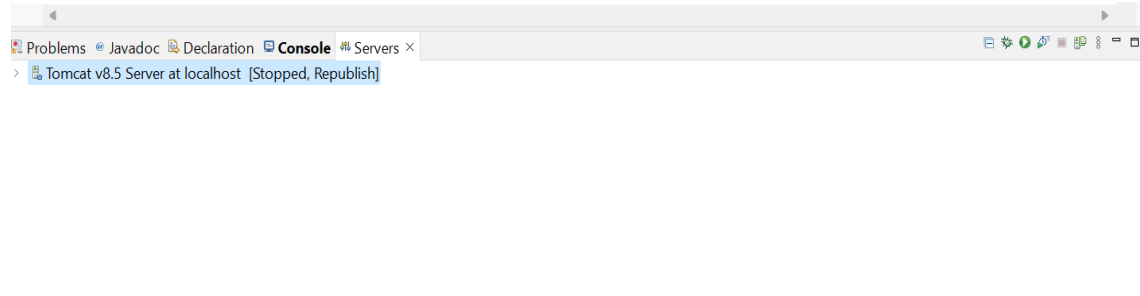 Problems @ Javadoc Declaration Console Servers ×
Tomcat v8.5 Server at localhost [Stopped, Republish]